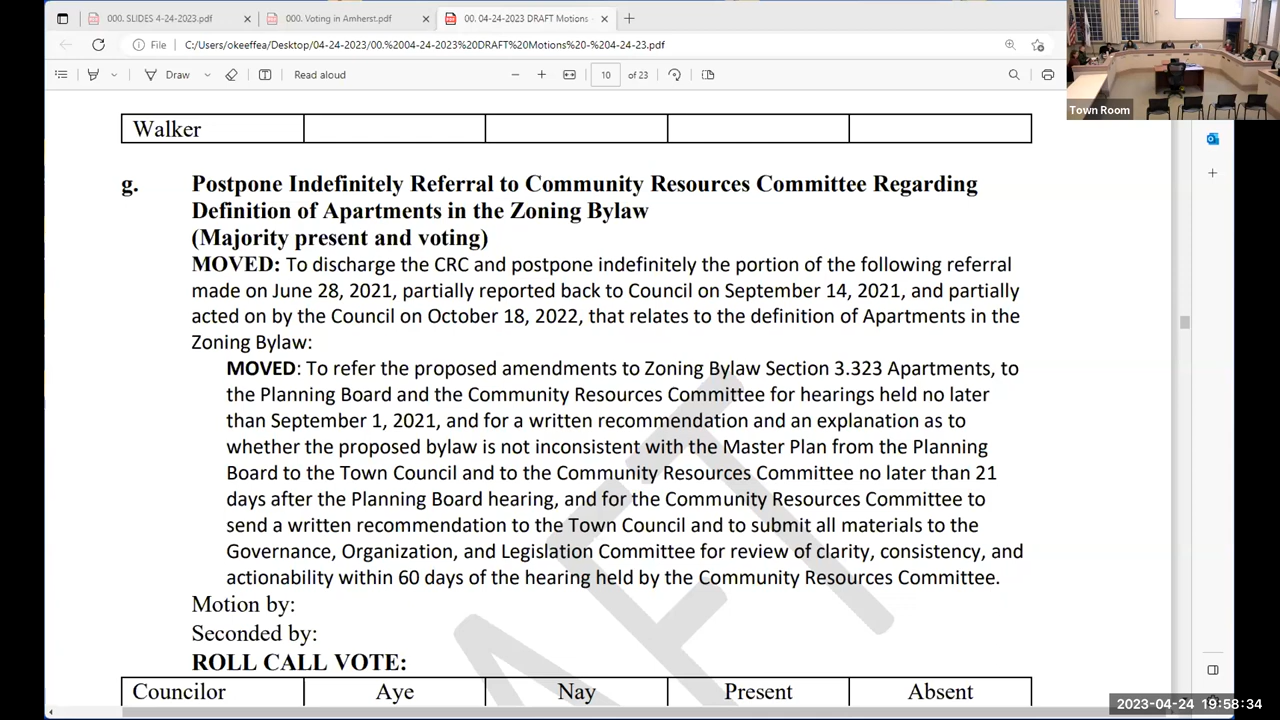 000. SLIDES 4-24-2023.pdf
000. Voting in Amherst.pdf
00. 04-24-2023 DRAFT Motions -
File
C:/Users/okeeffea/Desktop/04-24-2023/00.%2004-24-2023%20DRAFT%20Motions%20-%204-24-23.pdf
Draw
Read aloud
10 of 23
Town Room
Walker
g. Postpone Indefinitely Referral to Community Resources Committee Regarding
Definition of Apartments in the Zoning Bylaw
(Majority present and voting)
MOVED: To discharge the CRC and postpone indefinitely the portion of the following referral
made on June 28, 2021, partially reported back to Council on September 14, 2021, and partially
acted on by the Council on October 18, 2022, that relates to the definition of Apartments in the
Zoning Bylaw:
MOVED: To refer the proposed amendments to Zoning Bylaw Section 3.323 Apartments, to
the Planning Board and the Community Resources Committee for hearings held no later
than September 1, 2021, and for a written recommendation and an explanation as to
whether the proposed bylaw is not inconsistent with the Master Plan from the Planning
Board to the Town Council and to the Community Resources Committee no later than 21
days after the Planning Board hearing, and for the Community Resources Committee to
send a written recommendation to the Town Council and to submit all materials to the
Governance, Organization, and Legislation Committee for review of clarity, consistency, and
actionability within 60 days of the hearing held by the Community Resources Committee.
Motion by:
Seconded by:
ROLL CALL VOTE:
Councilor Aye Nay Present Absent
2023-04-24 19:58:34